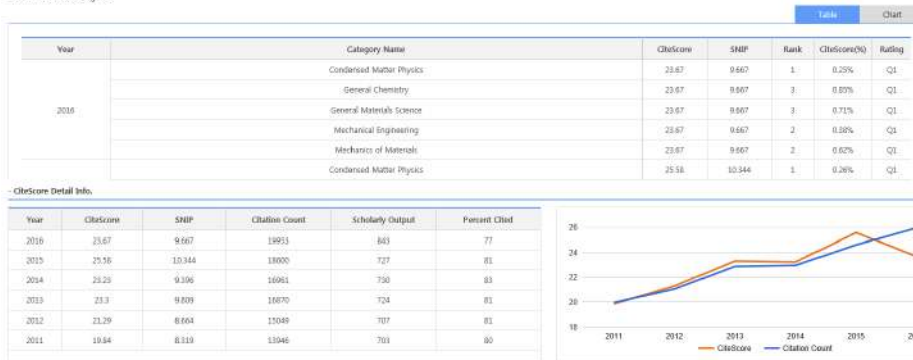 Table Chart
Year Category Name CiteScore SNIP Rank CiteScore(%) Rating
Condensed Matter Physics 23.67 9.667 1 0.25% Q1
General Chemistry 23.67 9.667 3 0.85% Q1
2016 General Materials Science 23.67 9.667 3 0.71% Q1
Mechanical Engineering 23.67 9.667 2 0.38% Q1
Mechanics of Materials 23.67 9.667 2 0.62% Q1
Condensed Matter Physics 25.58 10.344 1 0.26% Q1
- CiteScore Detail Info.
Year CiteScore SNIP Citation Count Scholarly Output Percent Cited
2016 23.67 9.667 19953 843 77
2015 25.58 10.344 18600 727 81
2014 23.23 9.396 16961 730 83
2013 23.3 9.809 16870 724 81
2012 21.29 8.664 15049 707 81
2011 19.84 8.319 13946 703 80
26
24
22
20
18
2011 2012 2013 2014 2015
CiteScore Citation Count